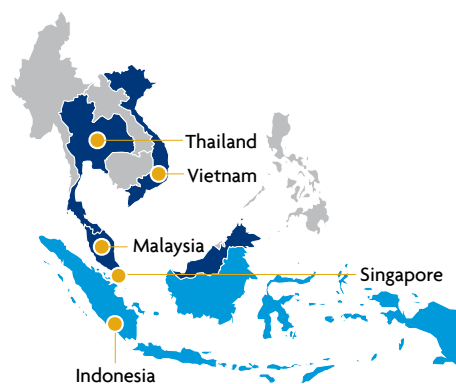 Thailand
Vietnam
Malaysia
Singapore
Indonesia